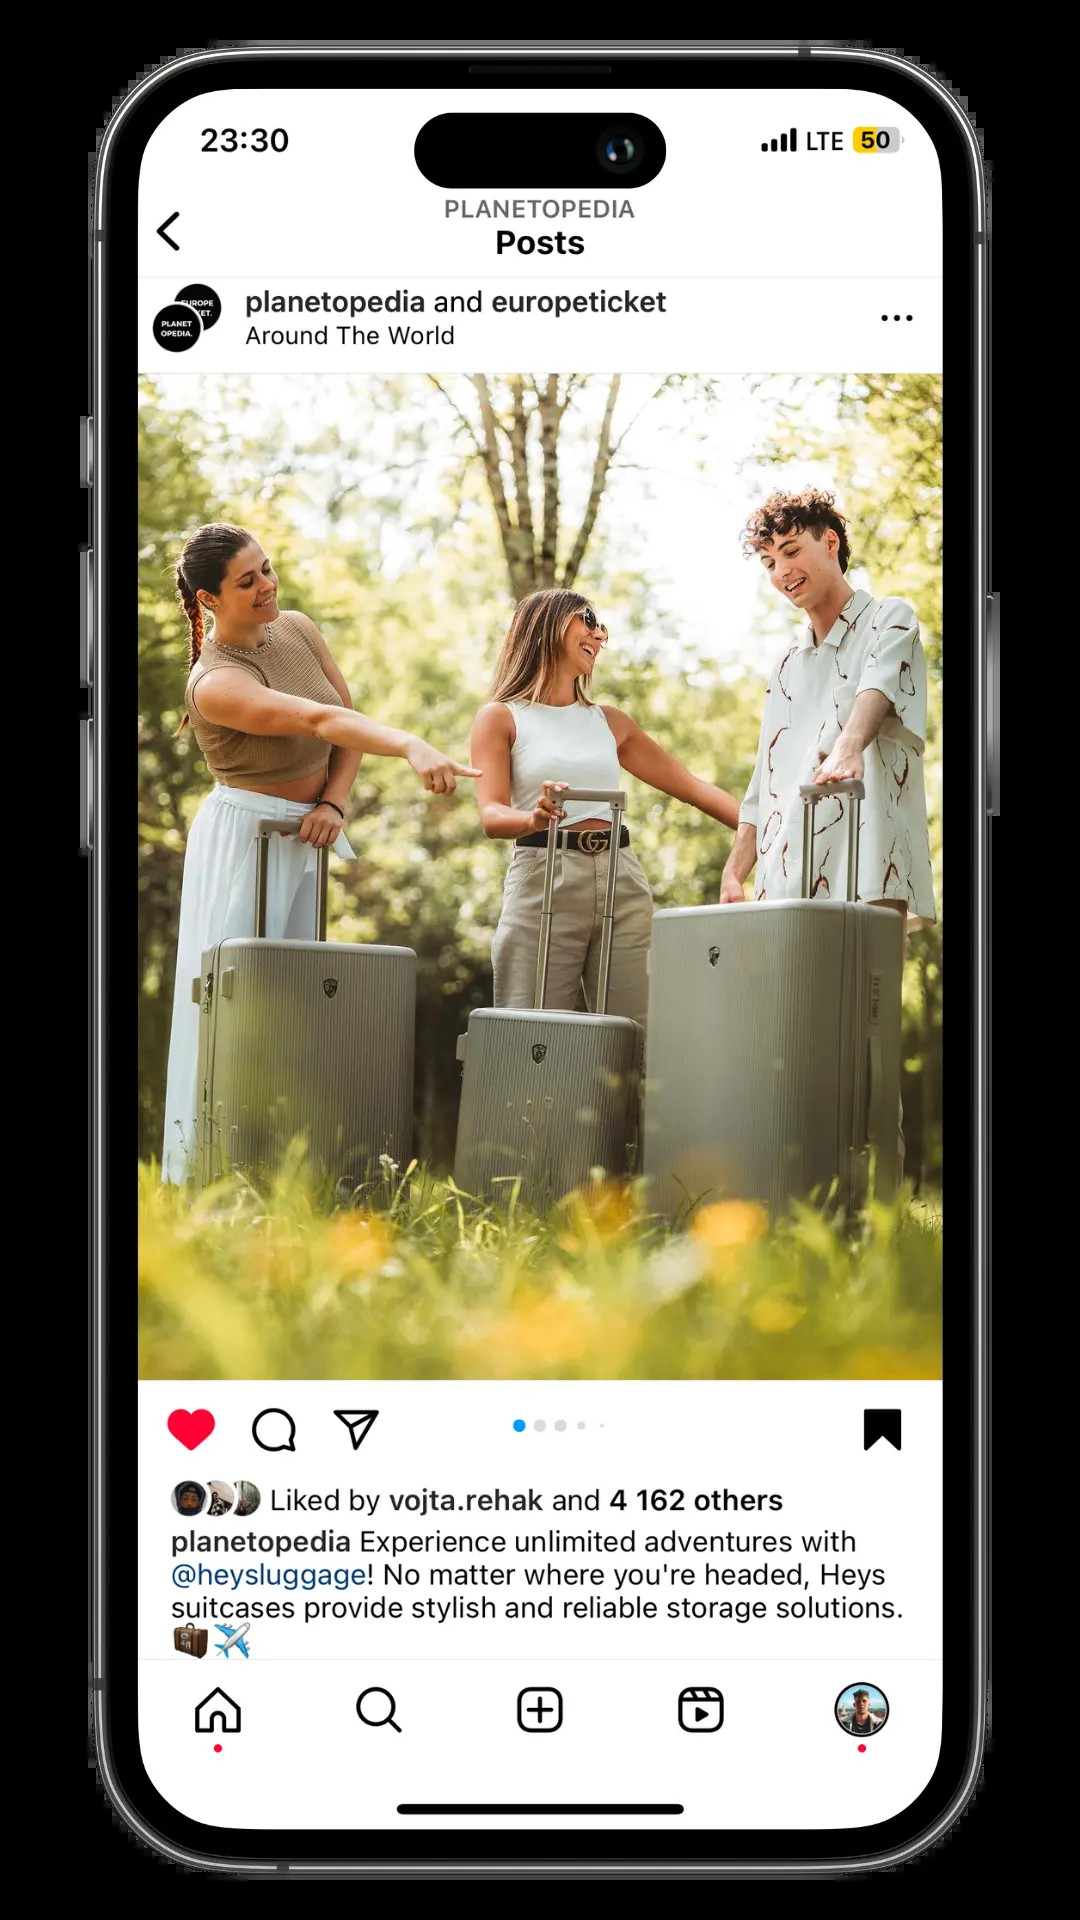 23:30
LTE 50
PLANETOPEDIA
Posts
EUROPE
PLANET
OPEDIA.
planetopedia and europeticket
Around The World
Liked by vojta.rehak and 4 162 others
planetopedia Experience unlimited adventures with
@heysluggage! No matter where you're headed, Heys
suitcases provide stylish and reliable storage solutions.